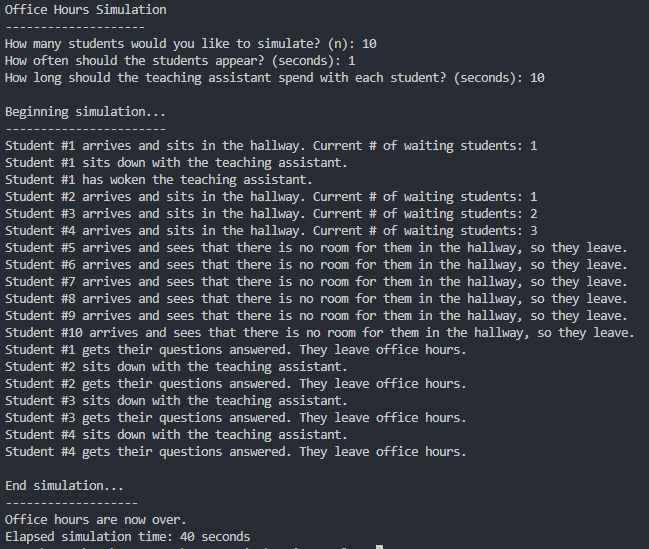 Office Hours Simulation
--------------------
How many students would you like to simulate? (n): 10
How often should the students appear? (seconds): 1
How long should the teaching assistant spend with each student? (seconds): 10
Beginning simulation...
-----------------------
Student #1 arrives and sits in the hallway. Current # of waiting students: 1
Student #1 sits down with the teaching assistant.
Student #1 has woken the teaching assistant.
Student #2 arrives and sits in the hallway. Current # of waiting students: 1
Student #3 arrives and sits in the hallway. Current # of waiting students: 2
Student #4 arrives and sits in the hallway. Current # of waiting students: 3
Student #5 arrives and sees that there is no room for them in the hallway, so they leave.
Student #6 arrives and sees that there is no room for them in the hallway, so they leave.
Student #7 arrives and sees that there is no room for them in the hallway, so they leave.
Student #8 arrives and sees that there is no room for them in the hallway, so they leave.
Student #9 arrives and sees that there is no room for them in the hallway, so they leave.
Student #10 arrives and sees that there is no room for them in the hallway, so they leave.
Student #1 gets their questions answered. They leave office hours.
Student #2 sits down with the teaching assistant.
Student #2 gets their questions answered. They leave office hours.
Student #3 sits down with the teaching assistant.
Student #3 gets their questions answered. They leave office hours.
Student #4 sits down with the teaching assistant.
Student #4 gets their questions answered. They leave office hours.
End simulation...
-------------------
Office hours are now over.
Elapsed simulation time: 40 seconds